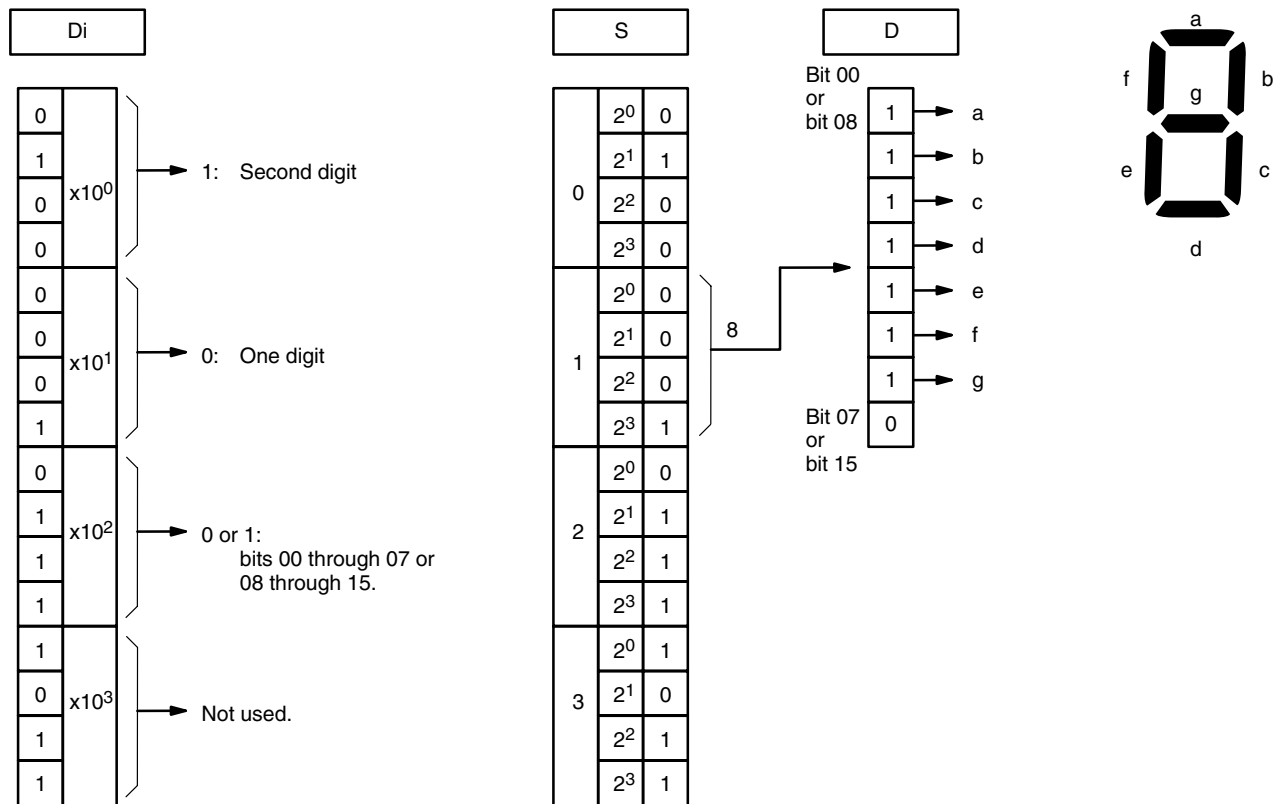 Di
0
1
0
0
x10⁰
1: Second digit
0
0
0
1
x10¹
0: One digit
0
1
1
1
x10²
0 or 1:
bits 00 through 07 or
08 through 15.
1
0
1
1
x10³
Not used.
S
0
2⁰ 0
2¹ 1
2² 0
2³ 0
1
2⁰ 0
2¹ 0
2² 0
2³ 1
8
2
2⁰ 0
2¹ 1
2² 1
2³ 1
3
2⁰ 1
2¹ 0
2² 1
2³ 1
D
Bit 00
or
bit 08
1 a
1 b
1 c
1 d
1 e
1 f
1 g
0
Bit 07
or
bit 15
a
f b
g
e c
d